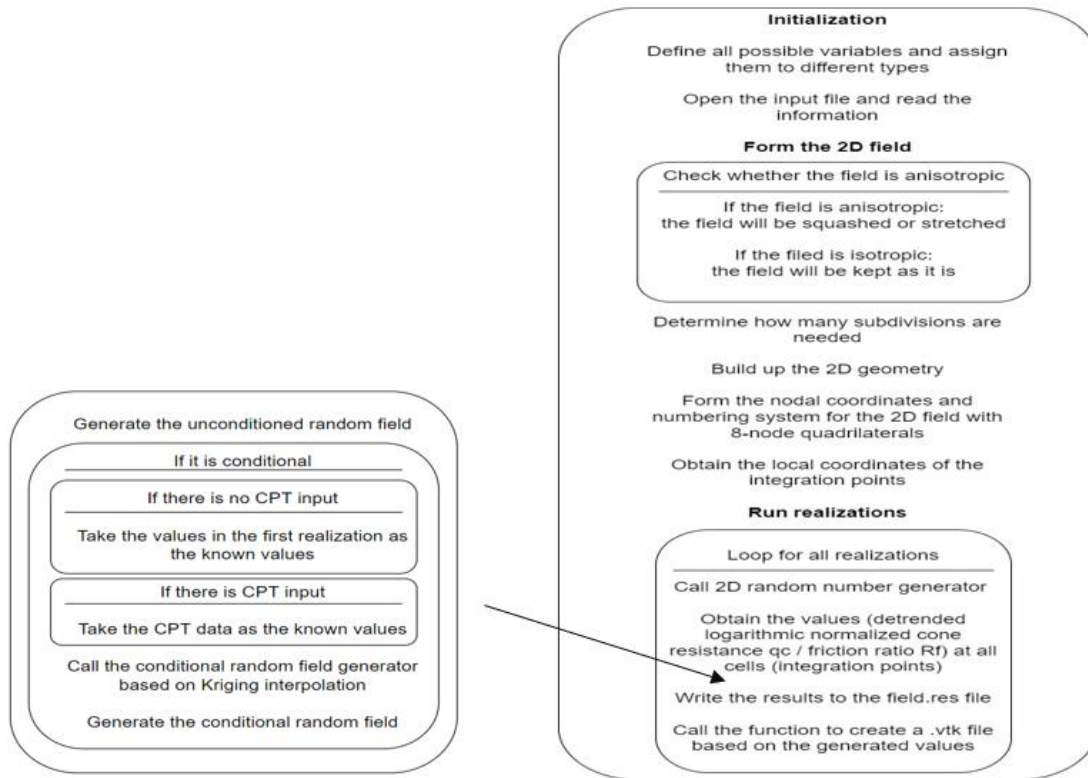 Initialization
Define all possible variables and assign
them to different types
Open the input file and read the
information
Form the 2D field
Check whether the field is anisotropic
If the field is anisotropic:
the field will be squashed or stretched
If the filed is isotropic:
the field will be kept as it is
Determine how many subdivisions are
needed
Build up the 2D geometry
Form the nodal coordinates and
numbering system for the 2D field with
8-node quadrilaterals
Obtain the local coordinates of the
integration points
Run realizations
Loop for all realizations
Call 2D random number generator
Obtain the values (detrended
logarithmic normalized cone
resistance qc / friction ratio Rf) at all
cells (integration points)
Write the results to the field.res file
Call the function to create a .vtk file
based on the generated values
Generate the unconditioned random field
If it is conditional
If there is no CPT input
Take the values in the first realization as
the known values
If there is CPT input
Take the CPT data as the known values
Call the conditional random field generator
based on Kriging interpolation
Generate the conditional random field